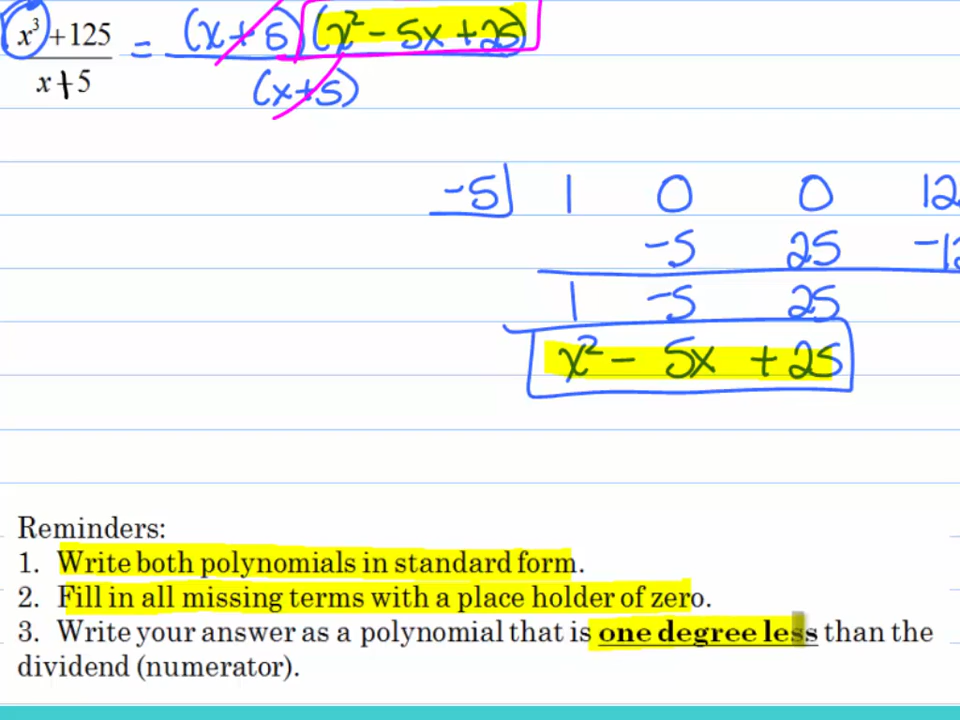 x³ + 125 = (x + 5) (x² - 5x + 25)
x + 5 (x + 5)
-5 1 0 0 12
-5 25 -12
1 -5 25
x² - 5x + 25
Reminders:
1. Write both polynomials in standard form.
2. Fill in all missing terms with a place holder of zero.
3. Write your answer as a polynomial that is one degree less than the
dividend (numerator).